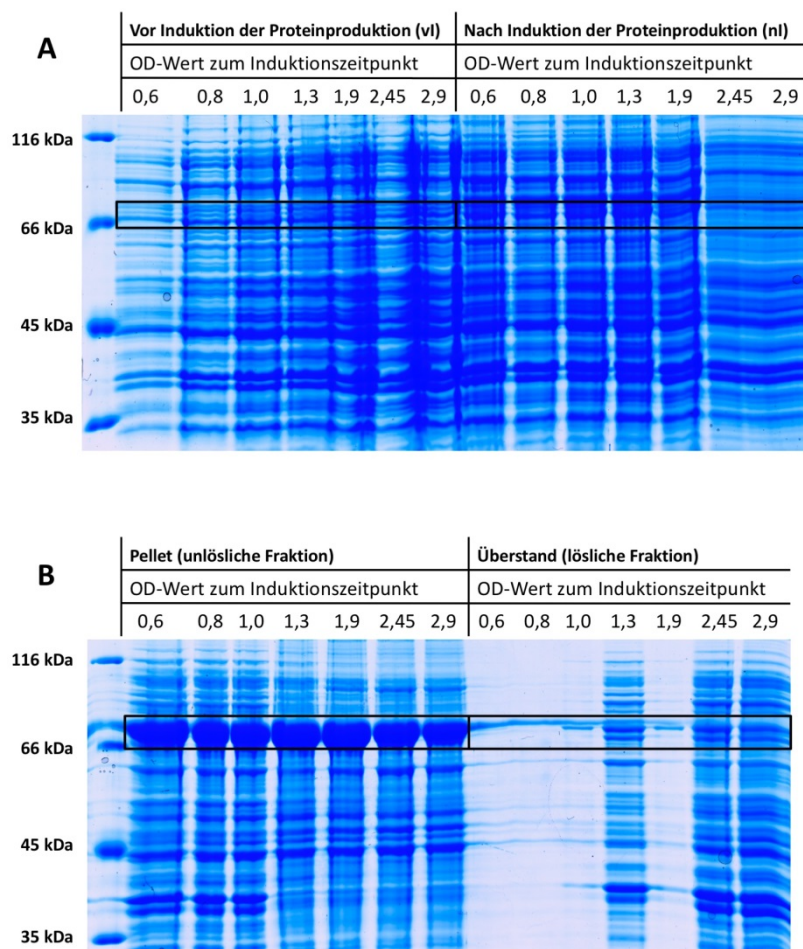 A
Vor Induktion der Proteinproduktion (vI) Nach Induktion der Proteinproduktion (nI)
OD-Wert zum Induktionszeitpunkt OD-Wert zum Induktionszeitpunkt
0,6 0,8 1,0 1,3 1,9 2,45 2,9 0,6 0,8 1,0 1,3 1,9 2,45 2,9
116 kDa
66 kDa
45 kDa
35 kDa
B
Pellet (unlösliche Fraktion) Überstand (lösliche Fraktion)
OD-Wert zum Induktionszeitpunkt OD-Wert zum Induktionszeitpunkt
0,6 0,8 1,0 1,3 1,9 2,45 2,9 0,6 0,8 1,0 1,3 1,9 2,45 2,9
116 kDa
66 kDa
45 kDa
35 kDa